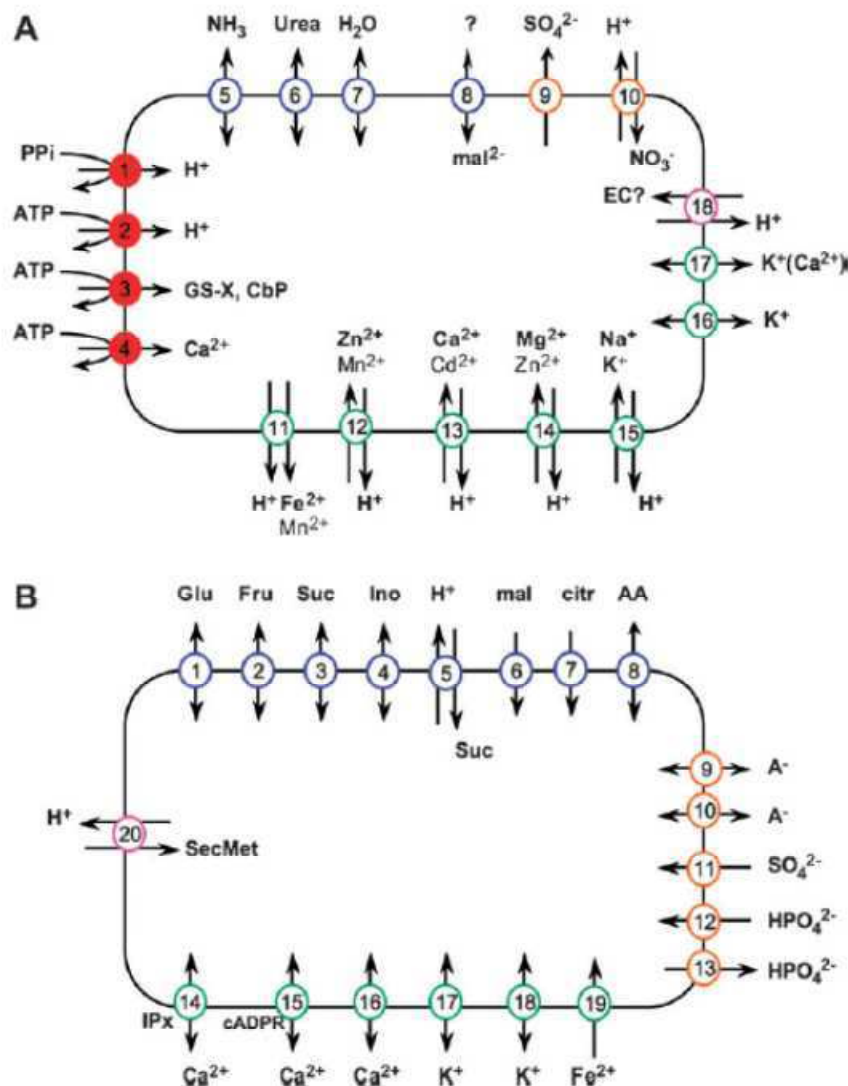 A
NH₃ Urea H₂O ? SO₄²⁻ H⁺
5 6 7 8 9 10
mal²⁻ NO₃⁻
PPi 1 H⁺
EC? 18 H⁺
ATP 2 H⁺
17 K⁺(Ca²⁺)
ATP 3 GS-X, CbP
16 K⁺
ATP 4 Ca²⁺
Zn²⁺ Ca²⁺ Mg²⁺ Na⁺
Mn²⁺ Cd²⁺ Zn²⁺ K⁺
11 12 13 14 15
H⁺ Fe²⁺ H⁺ H⁺ H⁺ H⁺
Mn²⁺
B
Glu Fru Suc Ino H⁺ mal citr AA
1 2 3 4 5 6 7 8
Suc
9 A⁻
10 A⁻
H⁺ 20 SecMet
11 SO₄²⁻
12 HPO₄²⁻
13 HPO₄²⁻
14 15 16 17 18 19
IPx cADPR
Ca²⁺ Ca²⁺ Ca²⁺ K⁺ K⁺ Fe²⁺